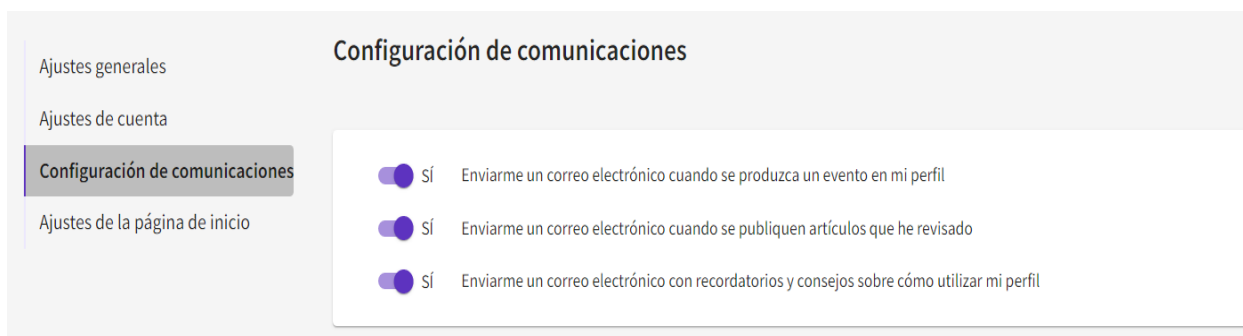 Configuración de comunicaciones
Ajustes generales
Ajustes de cuenta
Configuración de comunicaciones
Ajustes de la página de inicio
SÍ Enviarme un correo electrónico cuando se produzca un evento en mi perfil
SÍ Enviarme un correo electrónico cuando se publiquen artículos que he revisado
SÍ Enviarme un correo electrónico con recordatorios y consejos sobre cómo utilizar mi perfil